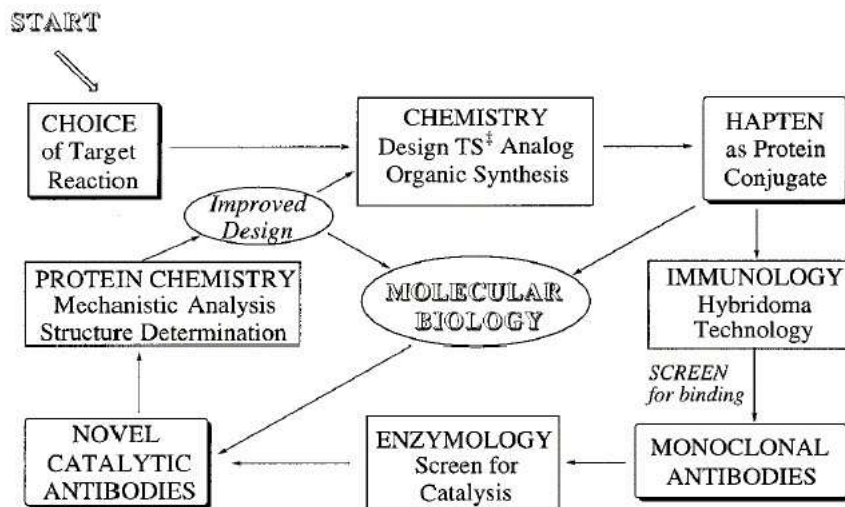 START
CHOICE
of Target
Reaction
CHEMISTRY
Design TS‡ Analog
Organic Synthesis
HAPTEN
as Protein
Conjugate
Improved
Design
PROTEIN CHEMISTRY
Mechanistic Analysis
Structure Determination
MOLECULAR
BIOLOGY
IMMUNOLOGY
Hybridoma
Technology
SCREEN
for binding
NOVEL
CATALYTIC
ANTIBODIES
ENZYMOLOGY
Screen for
Catalysis
MONOCLONAL
ANTIBODIES